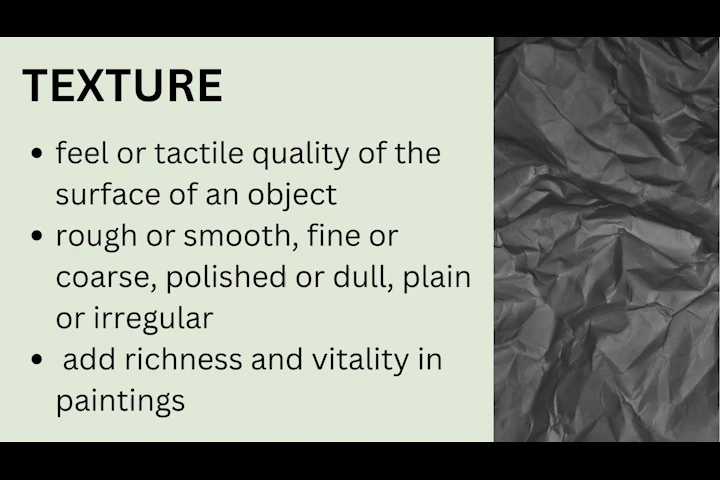 TEXTURE
• feel or tactile quality of the
surface of an object
• rough or smooth, fine or
coarse, polished or dull, plain
or irregular
• add richness and vitality in
paintings